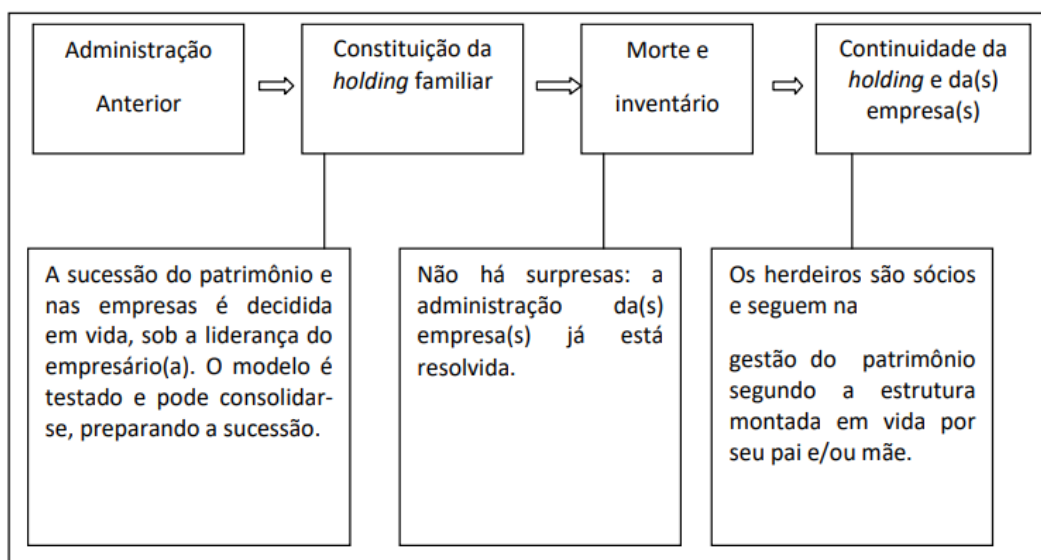 Administração
Anterior
Constituição da
holding familiar
Morte e
inventário
Continuidade da
holding e da(s)
empresa(s)
A sucessão do patrimônio e
nas empresas é decidida
em vida, sob a liderança do
empresário(a). O modelo é
testado e pode consolidar-
se, preparando a sucessão.
Não há surpresas: a
administração da(s)
empresa(s) já está
resolvida.
Os herdeiros são sócios
e seguem na
gestão do patrimônio
segundo a estrutura
montada em vida por
seu pai e/ou mãe.